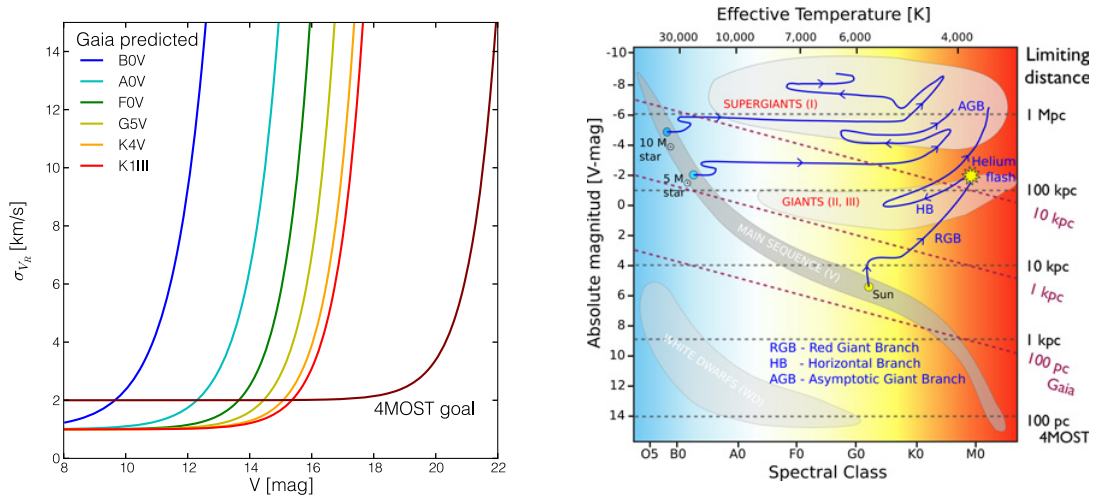 Gaia predicted
B0V
A0V
F0V
G5V
K4V
K1III
4MOST goal
14
12
10
8
6
4
2
0
σ_{V_R} [km/s]
8
10
12
14
16
18
20
22
V [mag]
Effective Temperature [K]
30,000
10,000
7,000
6,000
4,000
Limiting
distance
-10
-8
-6
-4
-2
0
2
4
6
8
10
12
14
Absolute magnitud [V-mag]
SUPERGIANTS (I)
AGB
1 Mpc
10 M⊙
star
5 M⊙
star
Helium
flash
100 kpc
GIANTS (II, III)
HB
10 kpc
RGB
MAIN SEQUENCE (V)
10 kpc
Sun
1 kpc
WHITE DWARFS (WD)
RGB - Red Giant Branch
HB - Horizontal Branch
AGB - Asymptotic Giant Branch
1 kpc
100 pc
Gaia
100 pc
4MOST
O5
B0
A0
F0
G0
K0
M0
Spectral Class